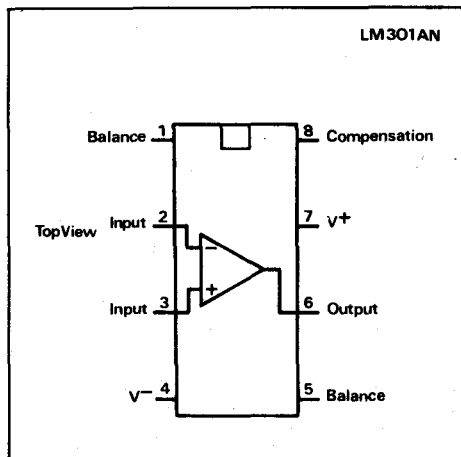 LM301AN
1 8
Balance Compensation
2 7
TopView Input V+
−
+
3 6
Input Output
4 5
V− Balance